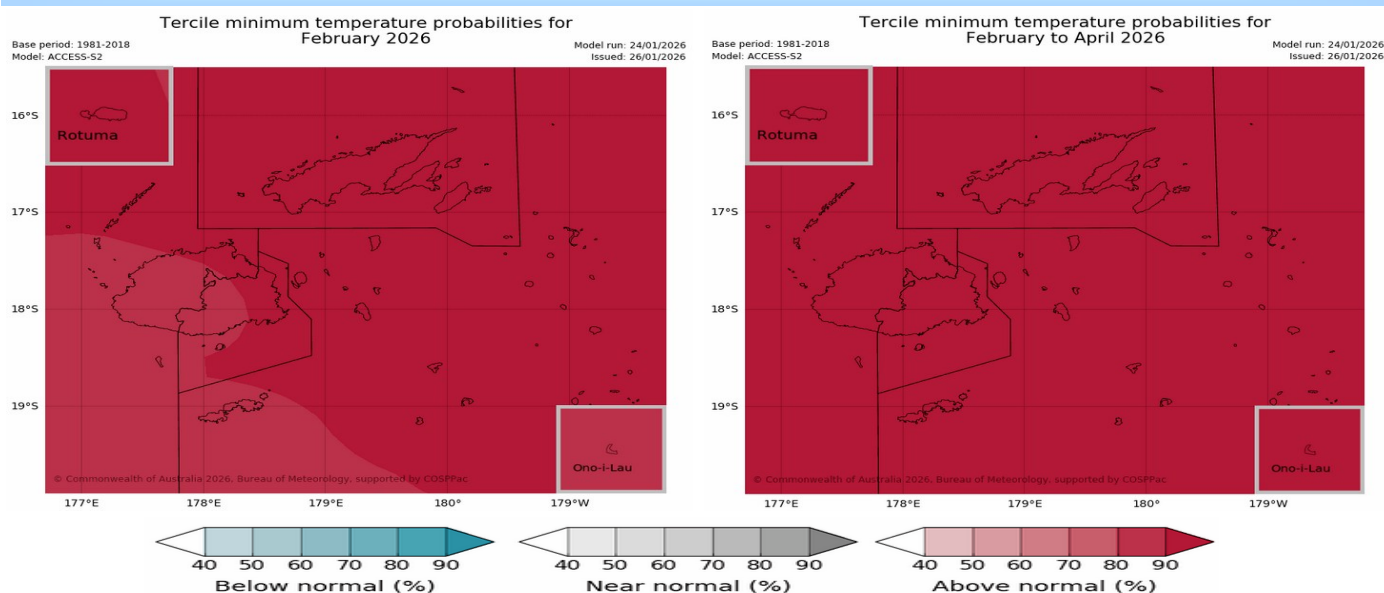 Tercile minimum temperature probabilities for
February 2026
Base period: 1981-2018
Model: ACCESS-S2
Model run: 24/01/2026
Issued: 26/01/2026
Rotuma
16°S
17°S
18°S
19°S
Ono-i-Lau
© Commonwealth of Australia 2026, Bureau of Meteorology, supported by COSPPac
177°E 178°E 179°E 180° 179°W
Tercile minimum temperature probabilities for
February to April 2026
Base period: 1981-2018
Model: ACCESS-S2
Model run: 24/01/2026
Issued: 26/01/2026
Rotuma
16°S
17°S
18°S
19°S
Ono-i-Lau
© Commonwealth of Australia 2026, Bureau of Meteorology, supported by COSPPac
177°E 178°E 179°E 180° 179°W
40 50 60 70 80 90
Below normal (%)
40 50 60 70 80 90
Near normal (%)
40 50 60 70 80 90
Above normal (%)